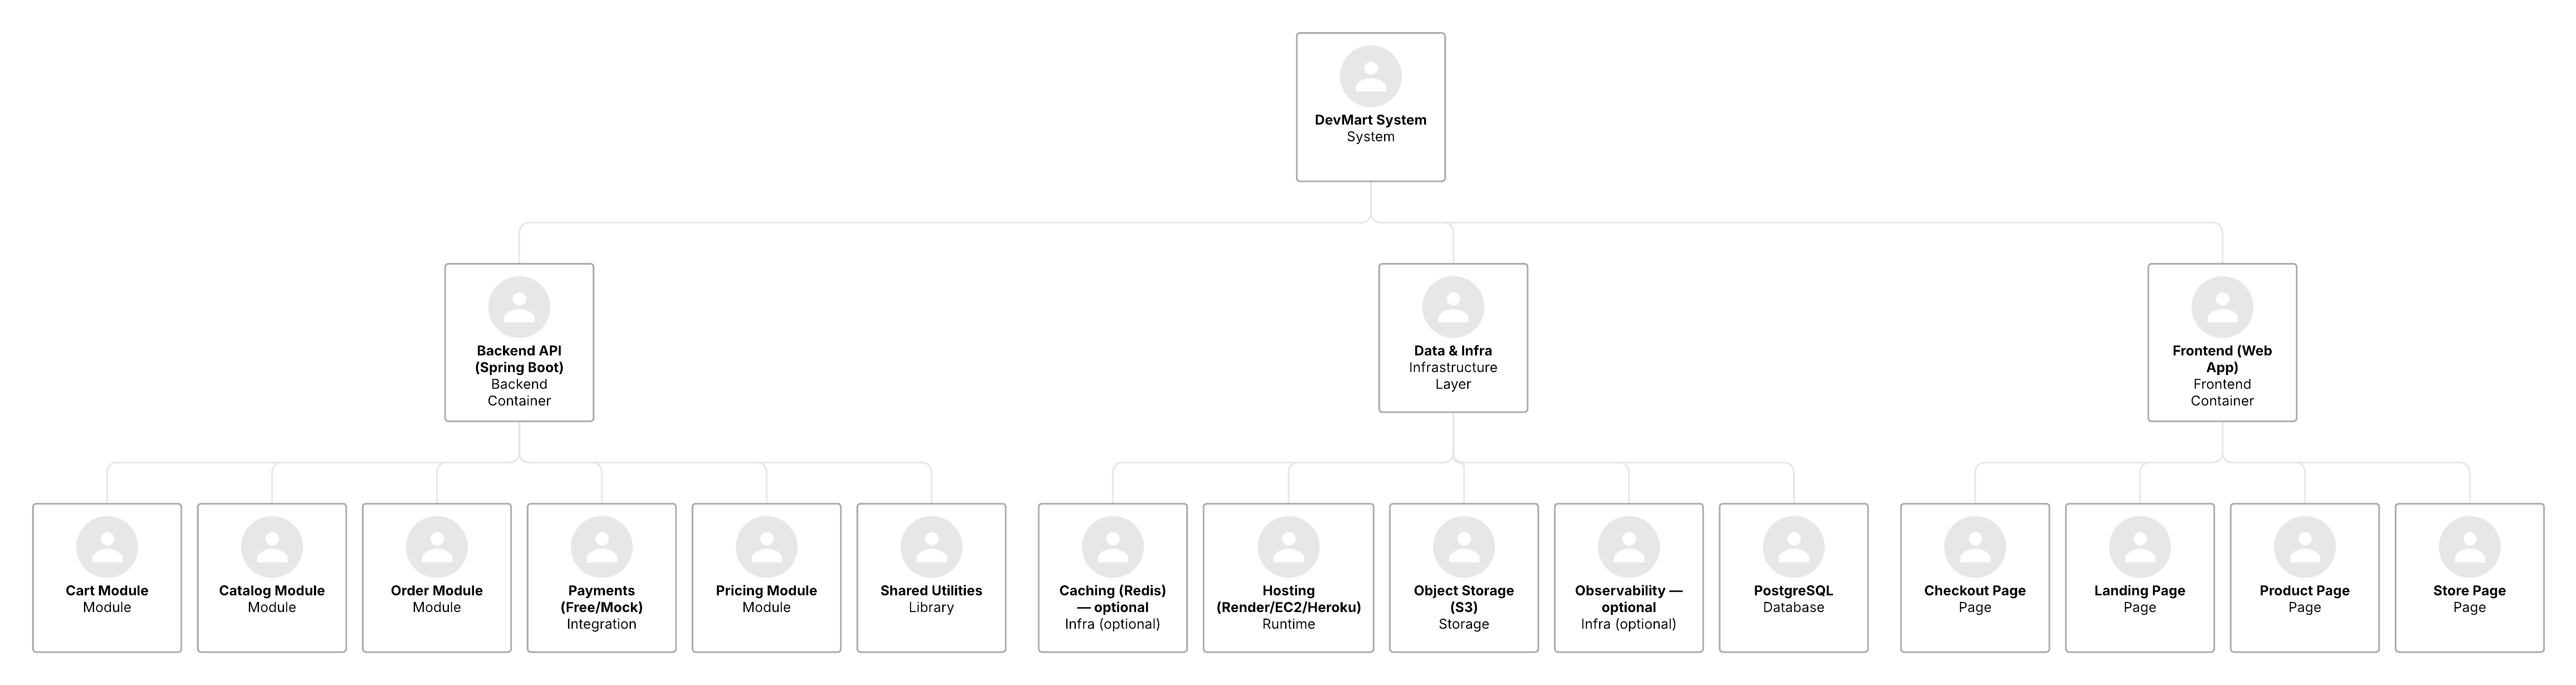 DevMart System
System
Backend API
(Spring Boot)
Backend
Container
Data & Infra
Infrastructure
Layer
Frontend (Web
App)
Frontend
Container
Cart Module
Module
Catalog Module
Module
Order Module
Module
Payments
(Free/Mock)
Integration
Pricing Module
Module
Shared Utilities
Library
Caching (Redis)
— optional
Infra (optional)
Hosting
(Render/EC2/Heroku)
Runtime
Object Storage
(S3)
Storage
Observability —
optional
Infra (optional)
PostgreSQL
Database
Checkout Page
Page
Landing Page
Page
Product Page
Page
Store Page
Page